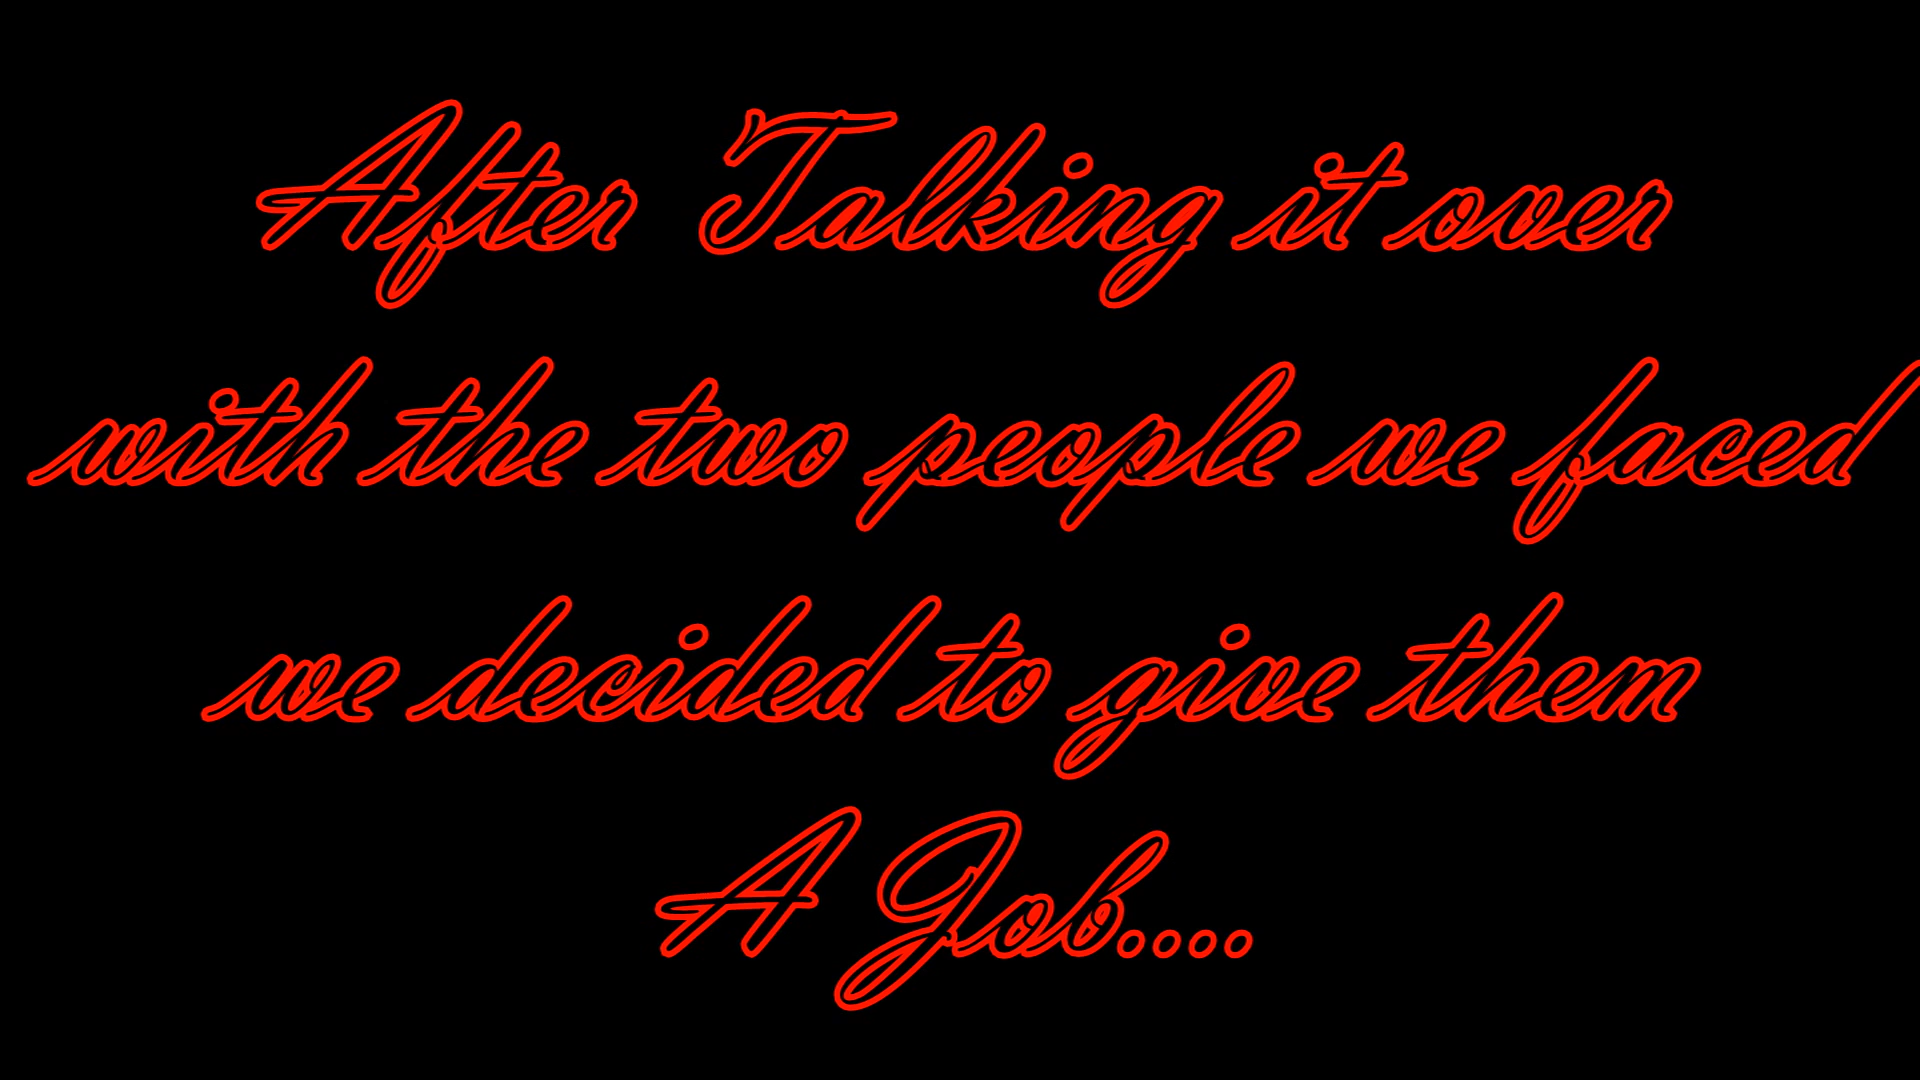 After Talking it over
with the two people we faced
we decided to give them
A Job....